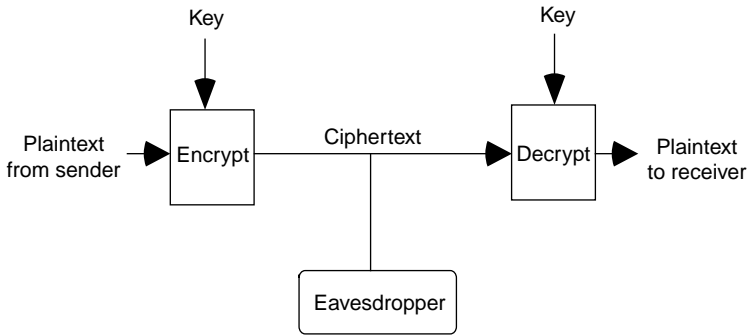 Key
Key
Plaintext
from sender
Encrypt
Ciphertext
Decrypt
Plaintext
to receiver
Eavesdropper